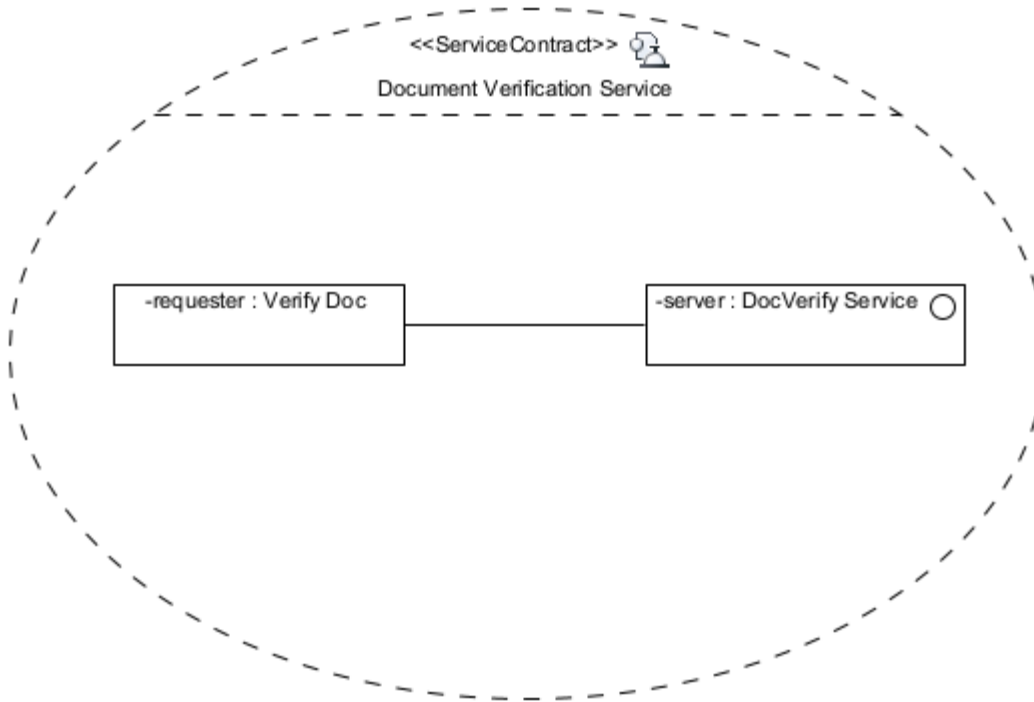 <<ServiceContract>>
Document Verification Service
-requester : Verify Doc
-server : DocVerify Service